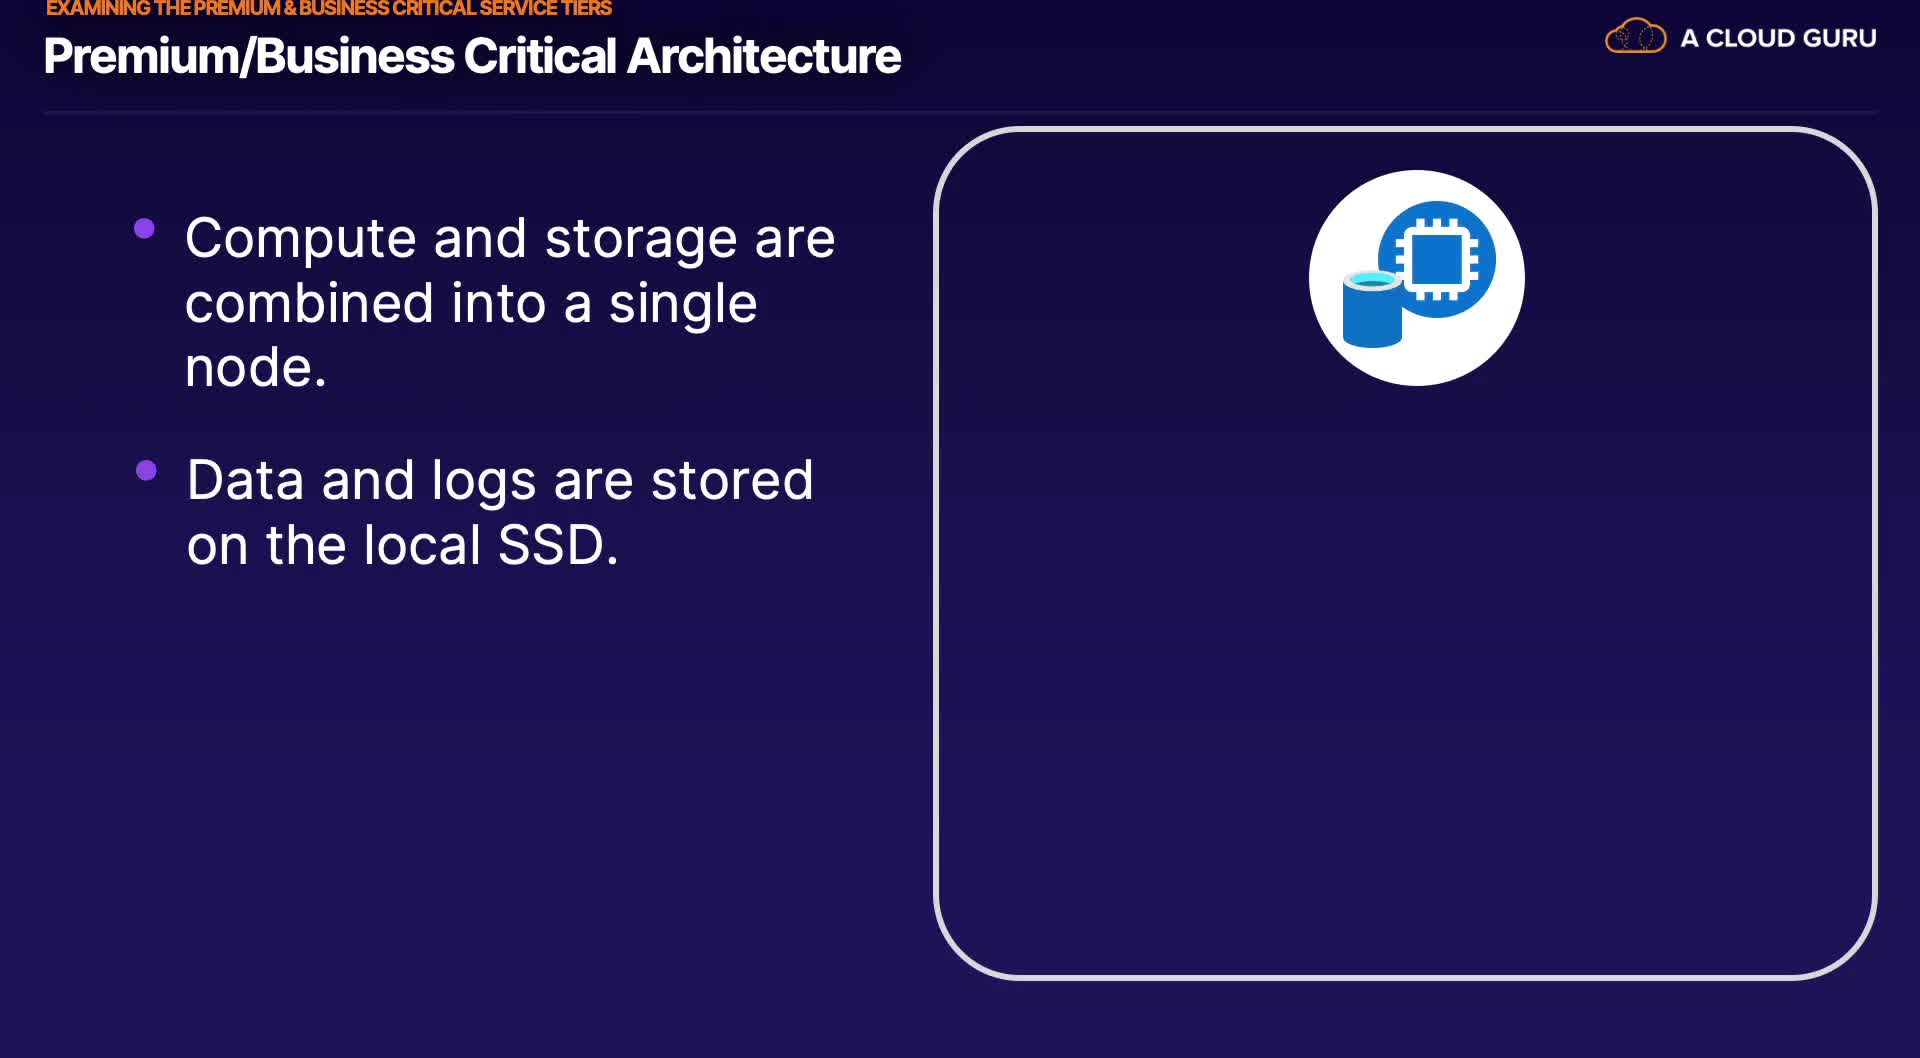 EXAMINING THE PREMIUM & BUSINESS CRITICAL SERVICE TIERS
Premium/Business Critical Architecture
A CLOUD GURU
Compute and storage are
combined into a single
node.
Data and logs are stored
on the local SSD.